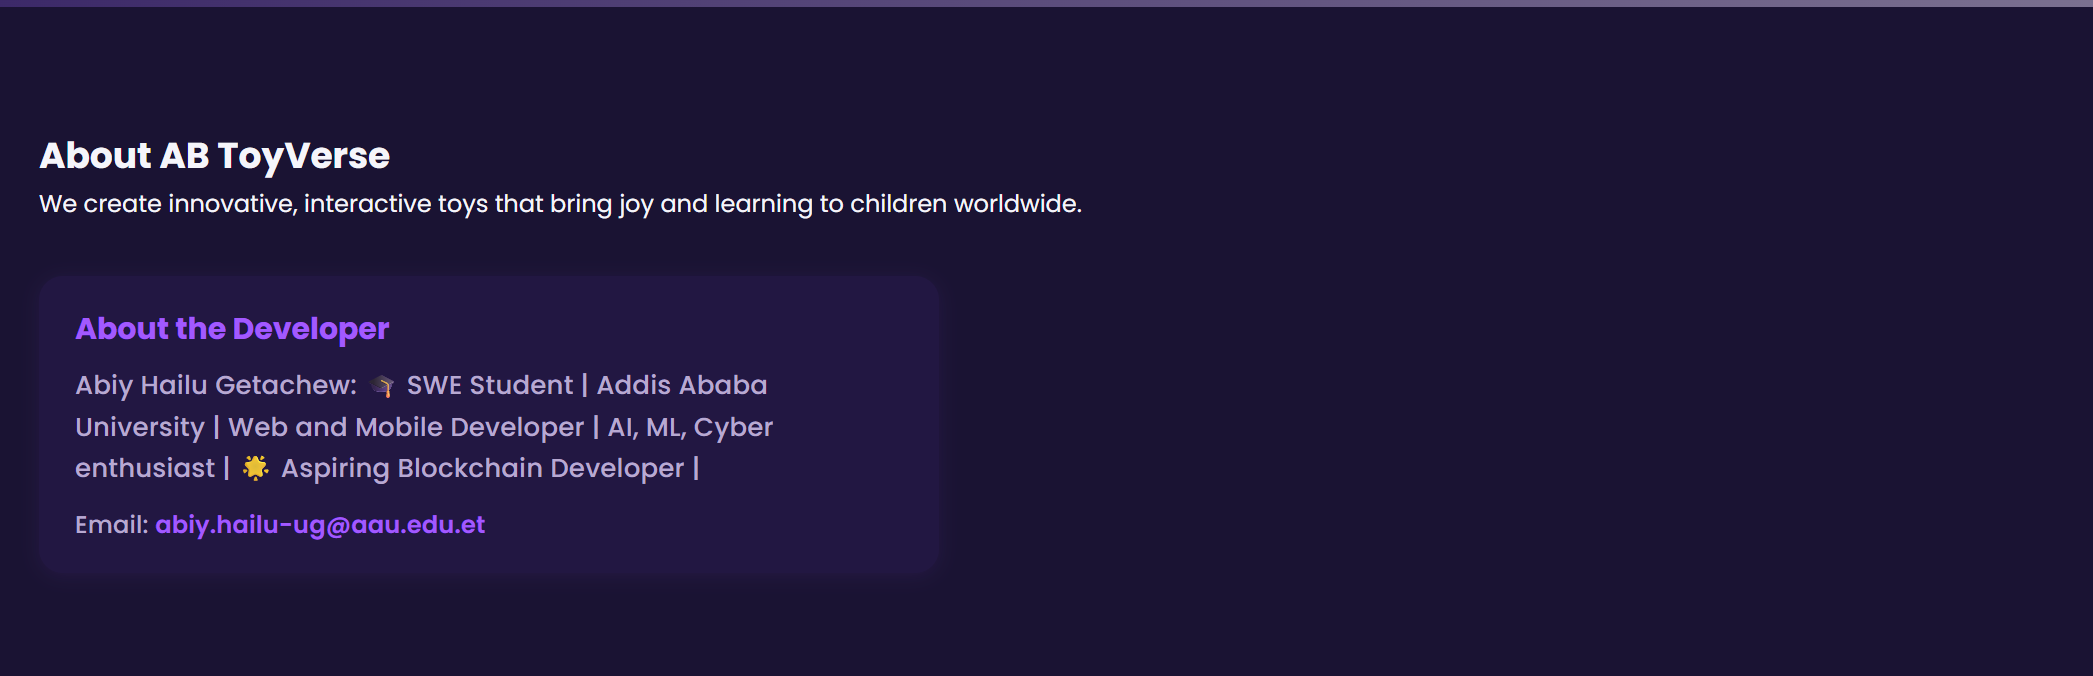 About AB ToyVerse
We create innovative, interactive toys that bring joy and learning to children worldwide.
About the Developer
Abiy Hailu Getachew: 🎓 SWE Student | Addis Ababa
University | Web and Mobile Developer | AI, ML, Cyber
enthusiast | 🌟 Aspiring Blockchain Developer |
Email: abiy.hailu-ug@aau.edu.et